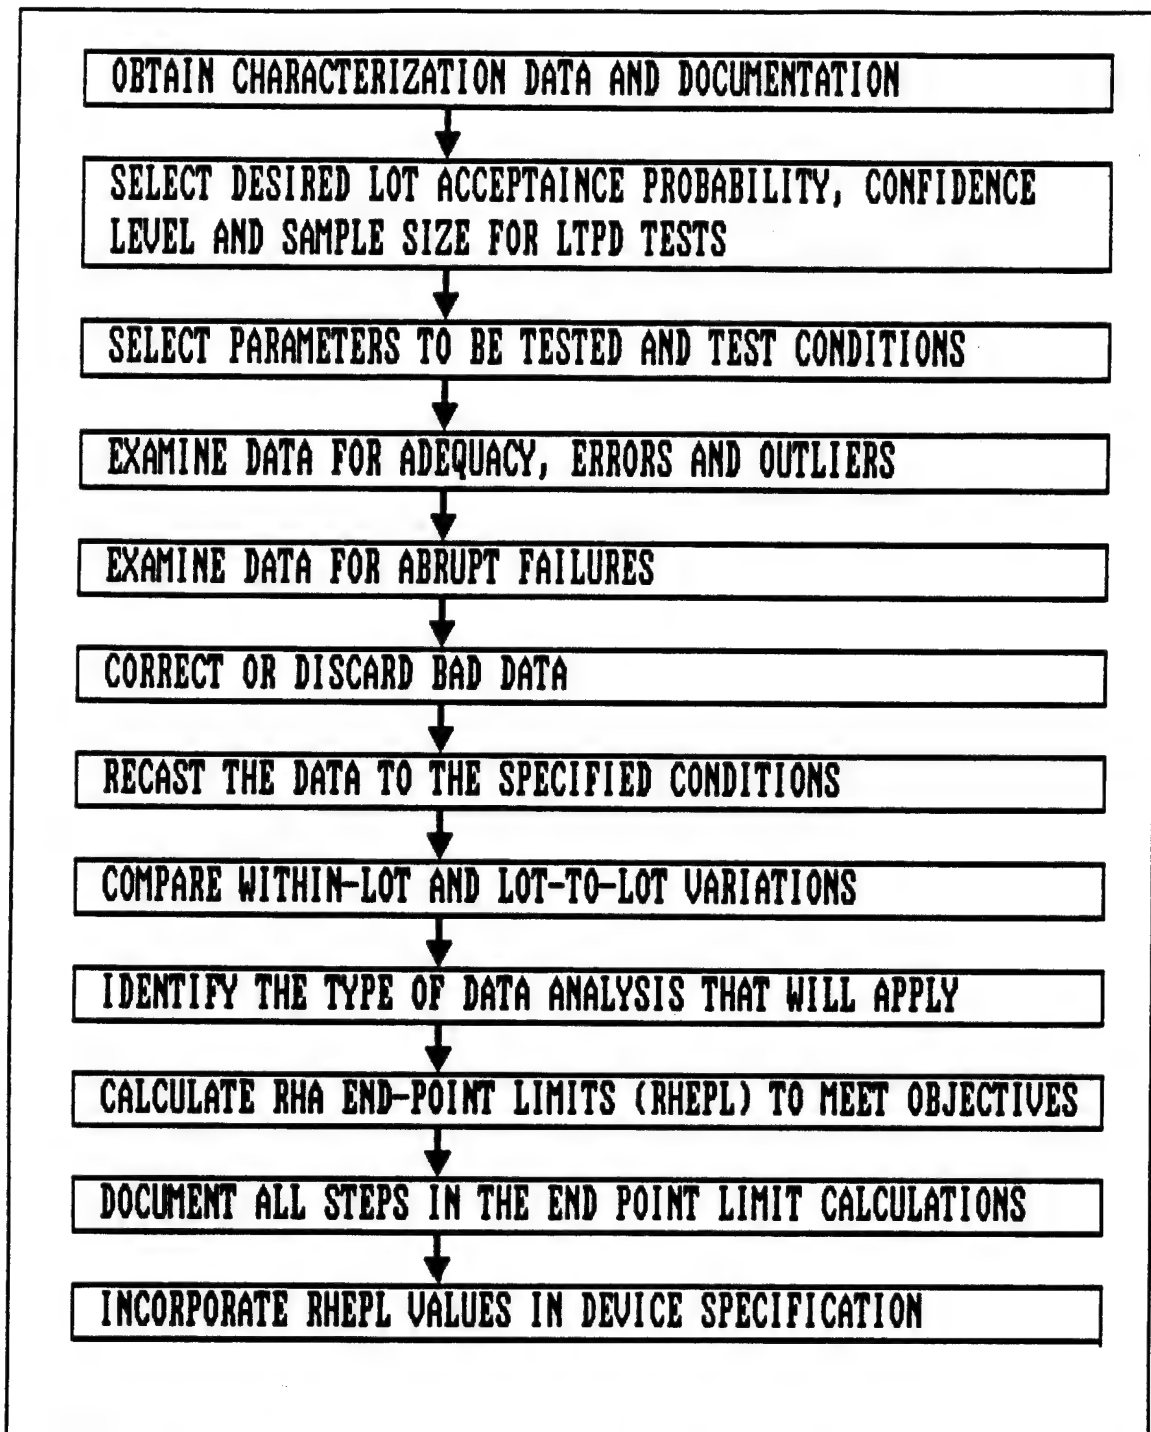 OBTAIN CHARACTERIZATION DATA AND DOCUMENTATION
SELECT DESIRED LOT ACCEPTAINCE PROBABILITY, CONFIDENCE
LEVEL AND SAMPLE SIZE FOR LTPD TESTS
SELECT PARAMETERS TO BE TESTED AND TEST CONDITIONS
EXAMINE DATA FOR ADEQUACY, ERRORS AND OUTLIERS
EXAMINE DATA FOR ABRUPT FAILURES
CORRECT OR DISCARD BAD DATA
RECAST THE DATA TO THE SPECIFIED CONDITIONS
COMPARE WITHIN-LOT AND LOT-TO-LOT VARIATIONS
IDENTIFY THE TYPE OF DATA ANALYSIS THAT WILL APPLY
CALCULATE RHA END-POINT LIMITS (RHEPL) TO MEET OBJECTIVES
DOCUMENT ALL STEPS IN THE END POINT LIMIT CALCULATIONS
INCORPORATE RHEPL VALUES IN DEVICE SPECIFICATION